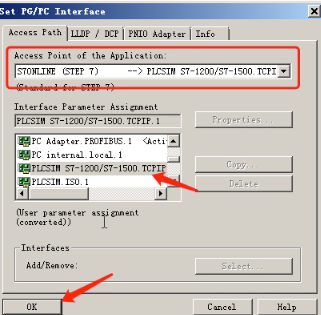 Set PG/PC Interface
Access Path LLDP / DCP PNIO Adapter Info
Access Point of the Application:
S7ONLINE (STEP 7) --> PLCSIM S7-1200/S7-1500.TCPI
(Standard for STEP 7)
Interface Parameter Assignment
PLCSIM S7-1200/S7-1500.TCPIP.1
Properties...
PC Adapter.PROFIBUS.1 <Acti
PC internal.local.1
PLCSIM S7-1200/S7-1500.TCPIP
PLCSIM.ISO.1
Copy...
Delete
(User parameter assignment
(converted))
Interfaces
Add/Remove:
Select...
OK
Cancel
Help